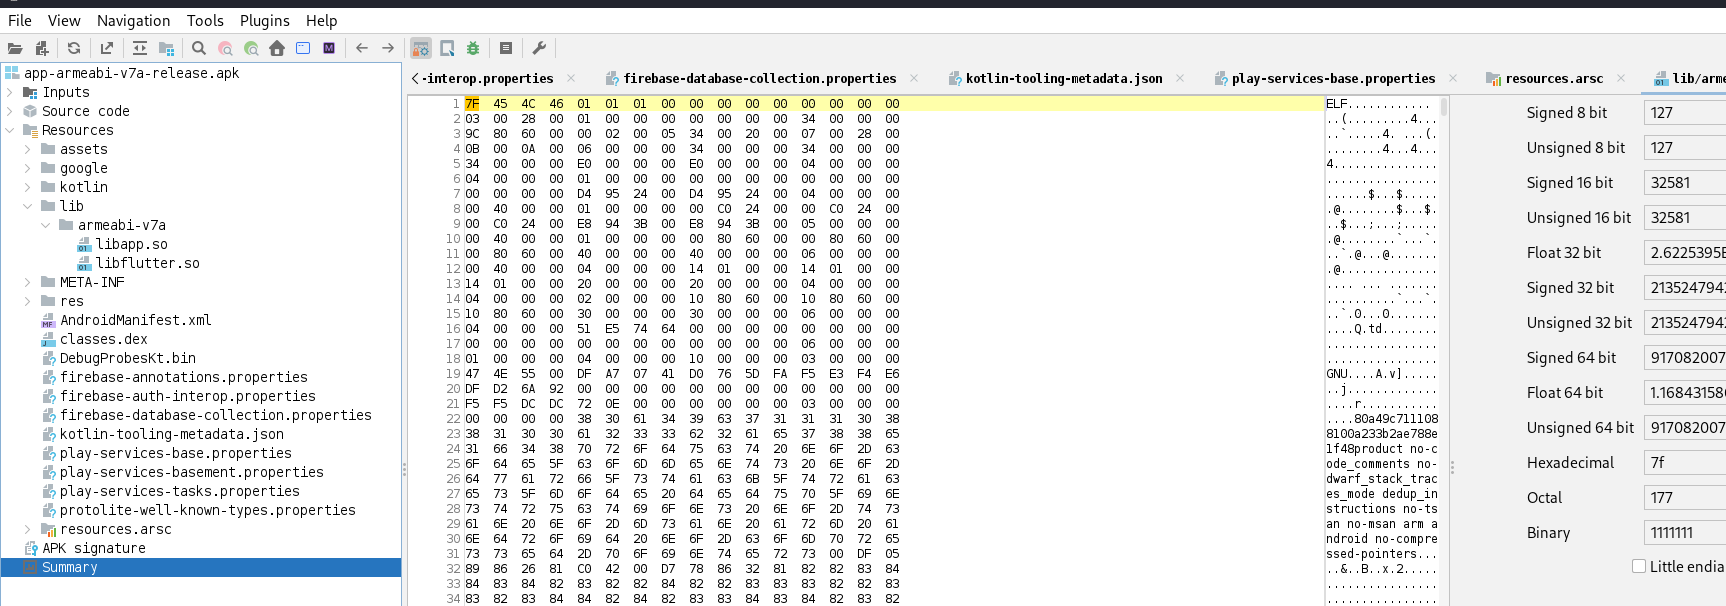 File View Navigation Tools Plugins Help
app-armeabi-v7a-release.apk
Inputs
Source code
Resources
assets
google
kotlin
lib
armeabi-v7a
libapp.so
libflutter.so
META-INF
res
AndroidManifest.xml
classes.dex
DebugProbesKt.bin
firebase-annotations.properties
firebase-auth-interop.properties
firebase-database-collection.properties
kotlin-tooling-metadata.json
play-services-base.properties
play-services-basement.properties
play-services-tasks.properties
protolite-well-known-types.properties
resources.arsc
APK signature
Summary
-interop.properties firebase-database-collection.properties kotlin-tooling-metadata.json play-services-base.properties resources.arsc lib/arme
1 7F 45 4C 46 01 01 01 00 00 00 00 00 00 00 00 00 ELF............
2 03 00 28 00 01 00 00 00 00 00 00 00 34 00 00 00 ..(.........4...
3 9C 80 60 00 00 02 00 05 34 00 20 00 07 00 28 00 ..`.....4. ...(.
4 0B 00 0A 00 06 00 00 00 34 00 00 00 34 00 00 00 ........4...4...
5 34 00 00 00 E0 00 00 00 E0 00 00 00 04 00 00 00 4...............
6 04 00 00 00 01 00 00 00 00 00 00 00 00 00 00 00 ................
7 00 00 00 00 D4 95 24 00 D4 95 24 00 04 00 00 00 ......$...$.....
8 00 40 00 00 01 00 00 00 00 C0 24 00 00 C0 24 00 .@........$...$.
9 00 C0 24 00 E8 94 3B 00 E8 94 3B 00 05 00 00 00 ..$...;...;.....
10 00 40 00 00 01 00 00 00 00 80 60 00 00 80 60 00 .@........`...`.
11 00 80 60 00 40 00 00 00 40 00 00 00 06 00 00 00 ..`.@...@.......
12 00 40 00 00 04 00 00 00 14 01 00 00 14 01 00 00 .@..............
13 14 01 00 00 20 00 00 00 20 00 00 00 04 00 00 00 .... ... .......
14 04 00 00 00 02 00 00 00 10 80 60 00 10 80 60 00 ..........`...`.
15 10 80 60 00 30 00 00 00 30 00 00 00 06 00 00 00 ..`.0...0.......
16 04 00 00 00 51 E5 74 64 00 00 00 00 00 00 00 00 ....Q.td........
17 00 00 00 00 00 00 00 00 00 00 00 00 06 00 00 00 ................
18 01 00 00 00 04 00 00 00 10 00 00 00 03 00 00 00 ................
19 47 4E 55 00 DF A7 07 41 D0 76 5D FA F5 E3 F4 E6 GNU....A.v].....
20 DF D2 6A 92 00 00 00 00 00 00 00 00 00 00 00 00 ..j.............
21 F5 F5 DC DC 72 0E 00 00 00 00 00 00 03 00 00 00 ....r...........
22 00 00 00 00 38 30 61 34 39 63 37 31 31 31 30 38 ....80a49c711108
23 38 31 30 30 61 32 33 33 62 32 61 65 37 38 38 65 8100a233b2ae788e
24 31 66 34 38 70 72 6F 64 75 63 74 20 6E 6F 2D 63 1f48product no-c
25 6F 64 65 5F 63 6F 6D 6D 65 6E 74 73 20 6E 6F 2D ode_comments no-
26 64 77 61 72 66 5F 73 74 61 63 6B 5F 74 72 61 63 dwarf_stack_trac
27 65 73 5F 6D 6F 64 65 20 64 65 64 75 70 5F 69 6E es_mode dedup_in
28 73 74 72 75 63 74 69 6F 6E 73 20 6E 6F 2D 74 73 structions no-ts
29 61 6E 20 6E 6F 2D 6D 73 61 6E 20 61 72 6D 20 61 an no-msan arm a
30 6E 64 72 6F 69 64 20 6E 6F 2D 63 6F 6D 70 72 65 ndroid no-compre
31 73 73 65 64 2D 70 6F 69 6E 74 65 72 73 00 DF 05 ssed-pointers...
32 89 86 26 81 C0 42 00 D7 78 86 32 81 82 82 83 84 ..&..B..x.2.....
33 84 83 84 82 83 82 82 84 82 82 83 83 83 82 83 82 ................
34 83 82 83 84 84 82 84 82 83 83 84 83 84 82 83 82 ................
Signed 8 bit 127
Unsigned 8 bit 127
Signed 16 bit 32581
Unsigned 16 bit 32581
Float 32 bit 2.6225395E
Signed 32 bit 213524794
Unsigned 32 bit 213524794
Signed 64 bit 917082007
Float 64 bit 1.16843158
Unsigned 64 bit 917082007
Hexadecimal 7f
Octal 177
Binary 1111111
Little endia